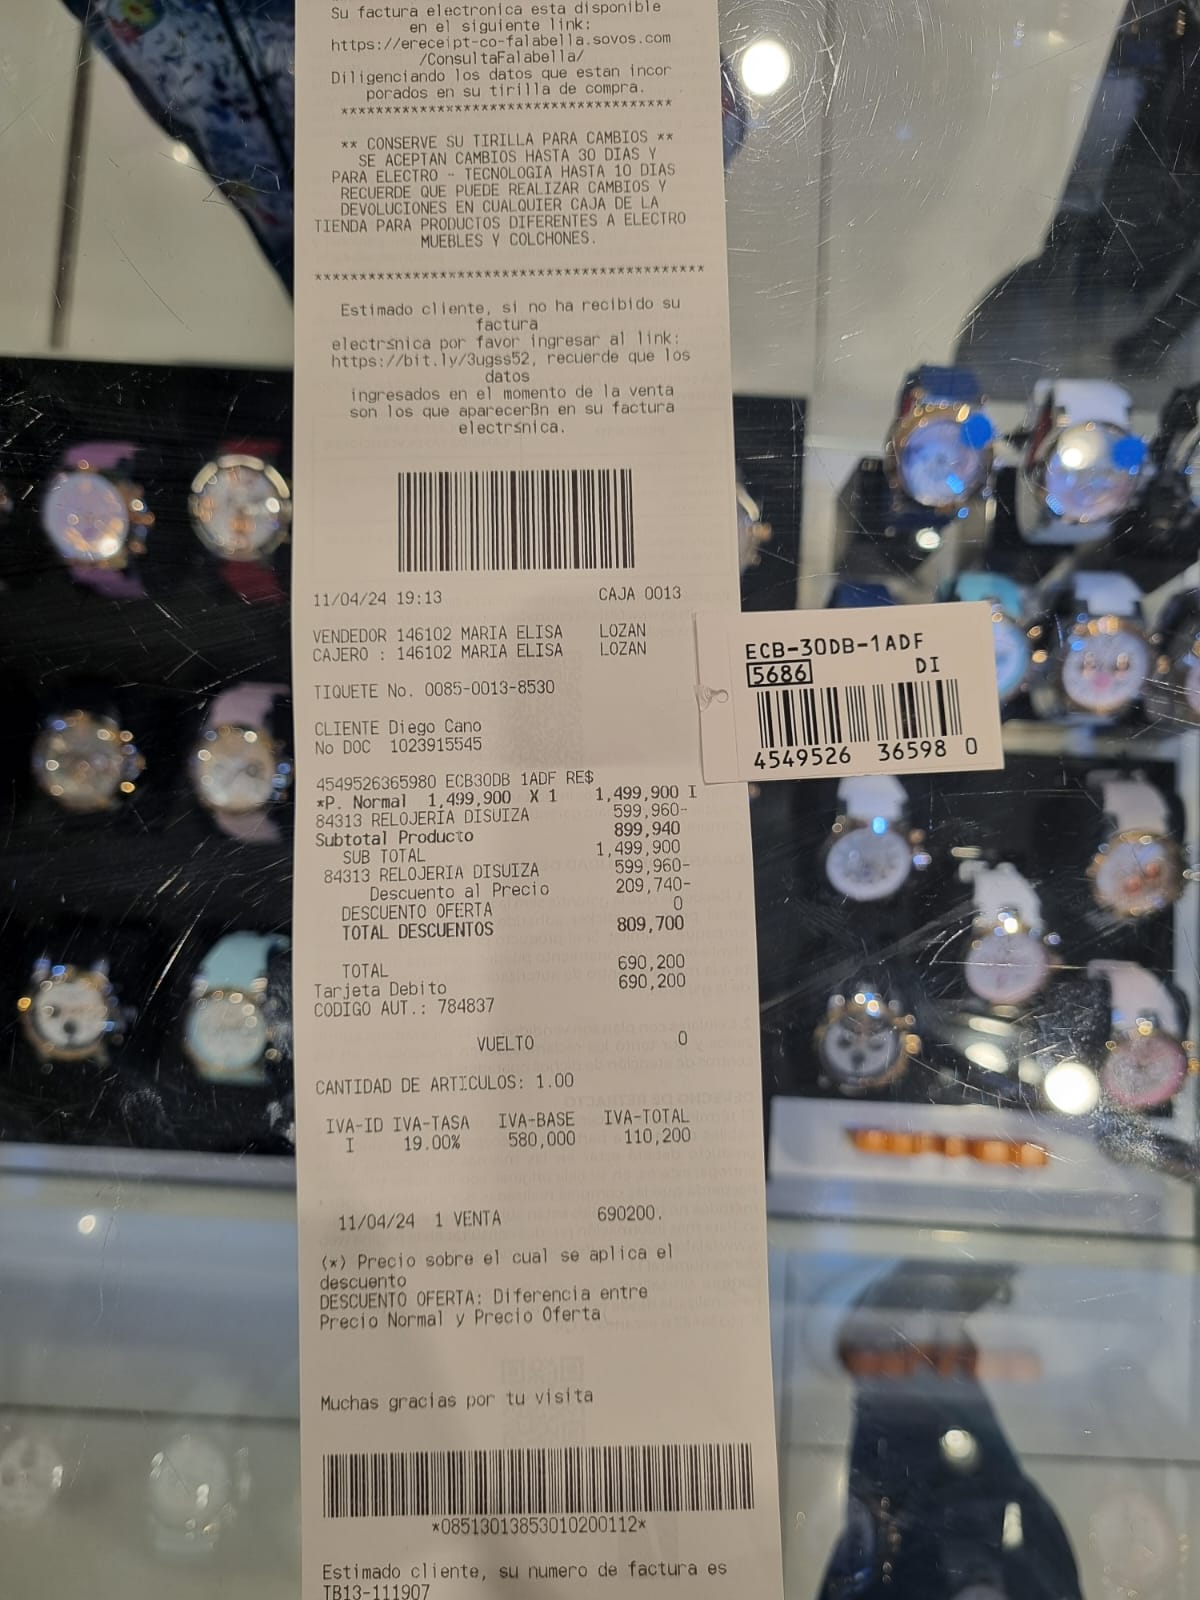 Su factura electronica esta disponible
en el siguiente link:
https://ereceipt-co-falabella.sovos.com
/ConsultaFalabella/
Diligenciando los datos que estan incor
porados en su tirilla de compra.
*************************************
** CONSERVE SU TIRILLA PARA CAMBIOS **
SE ACEPTAN CAMBIOS HASTA 30 DIAS Y
PARA ELECTRO - TECNOLOGIA HASTA 10 DIAS
RECUERDE QUE PUEDE REALIZAR CAMBIOS Y
DEVOLUCIONES EN CUALQUIER CAJA DE LA
TIENDA PARA PRODUCTOS DIFERENTES A ELECTRO
MUEBLES Y COLCHONES.
********************************************
Estimado cliente, si no ha recibido su
factura
electrsnica por favor ingresar al link:
https://bit.ly/3ugss52, recuerde que los
datos
ingresados en el momento de la venta
son los que aparecerBn en su factura
electrsnica.
11/04/24 19:13 CAJA 0013
VENDEDOR 146102 MARIA ELISA LOZAN
CAJERO : 146102 MARIA ELISA LOZAN
TIQUETE No. 0085-0013-8530
CLIENTE Diego Cano
No DOC 1023915545
4549526365980 ECB30DB 1ADF RE$
*P. Normal 1,499,900 X 1 1,499,900 I
84313 RELOJERIA DISUIZA 599,960-
Subtotal Producto 899,940
SUB TOTAL 1,499,900
84313 RELOJERIA DISUIZA 599,960-
Descuento al Precio 209,740-
DESCUENTO OFERTA 0
TOTAL DESCUENTOS 809,700
TOTAL 690,200
Tarjeta Debito 690,200
CODIGO AUT.: 784837
VUELTO 0
CANTIDAD DE ARTICULOS: 1.00
IVA-ID IVA-TASA IVA-BASE IVA-TOTAL
I 19.00% 580,000 110,200
11/04/24 1 VENTA 690200.
(*) Precio sobre el cual se aplica el
descuento
DESCUENTO OFERTA: Diferencia entre
Precio Normal y Precio Oferta
Muchas gracias por tu visita
*08513013853010200112*
Estimado cliente, su numero de factura es
TB13-111907
ECB-30DB-1ADF
5686 DI
4549526 36598 0